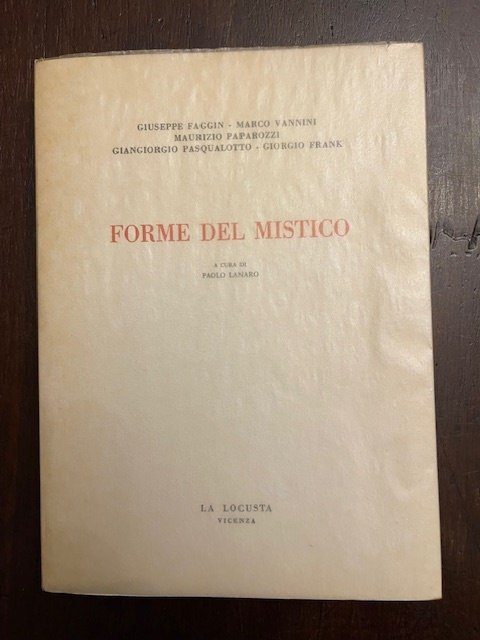 GIUSEPPE FAGGIN - MARCO VANNINI
MAURIZIO PAPAROZZI
GIANGIORGIO PASQUALOTTO - GIORGIO FRANK
FORME DEL MISTICO
A CURA DI
PAOLO LANARO
LA LOCUSTA
VICENZA